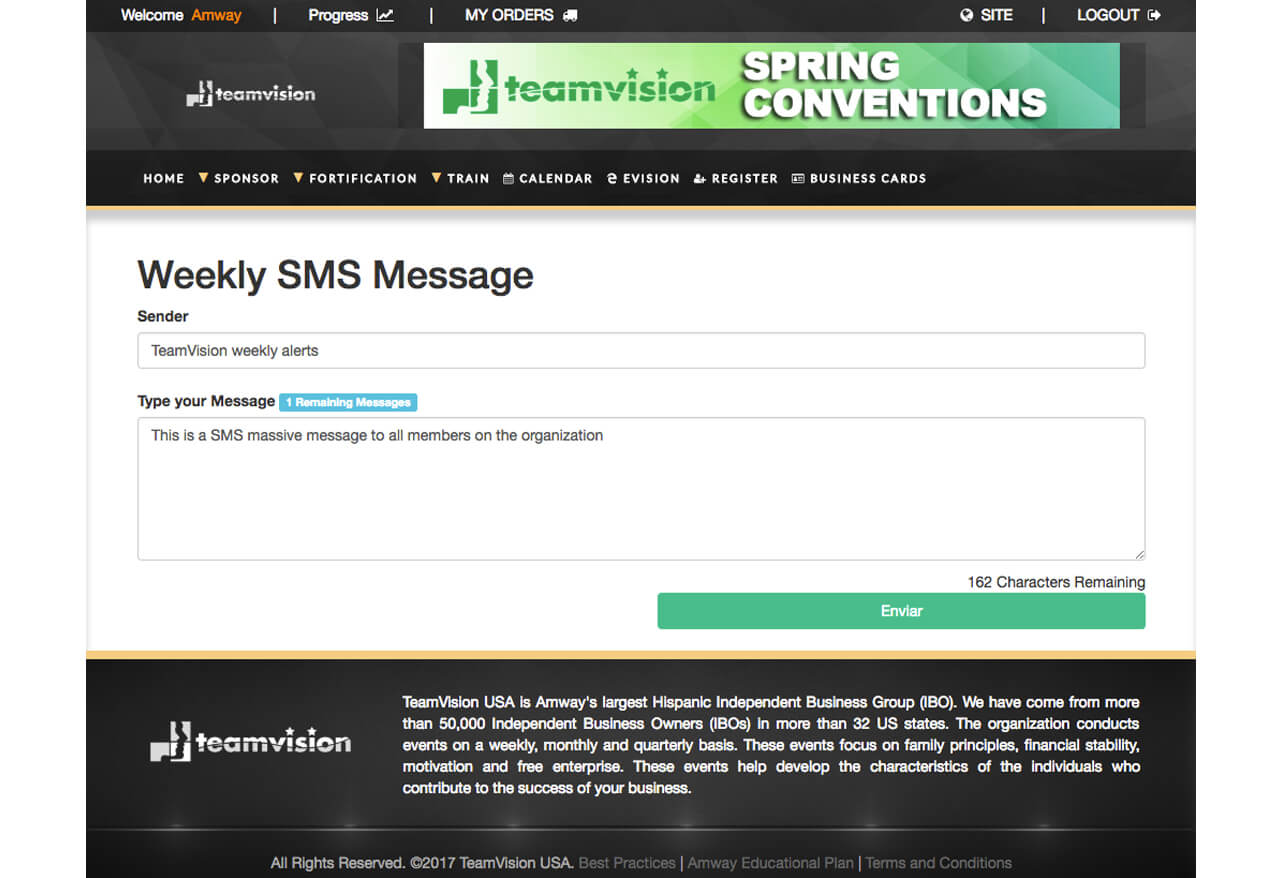 Welcome Amway | Progress | MY ORDERS SITE | LOGOUT
teamvision
teamvision SPRING CONVENTIONS
HOME SPONSOR FORTIFICATION TRAIN CALENDAR EVISION REGISTER BUSINESS CARDS
Weekly SMS Message
Sender
TeamVision weekly alerts
Type your Message 1 Remaining Messages
This is a SMS massive message to all members on the organization
162 Characters Remaining
Enviar
teamvision
TeamVision USA is Amway's largest Hispanic Independent Business Group (IBO). We have come from more
than 50,000 Independent Business Owners (IBOs) in more than 32 US states. The organization conducts
events on a weekly, monthly and quarterly basis. These events focus on family principles, financial stability,
motivation and free enterprise. These events help develop the characteristics of the individuals who
contribute to the success of your business.
All Rights Reserved. ©2017 TeamVision USA. Best Practices | Amway Educational Plan | Terms and Conditions